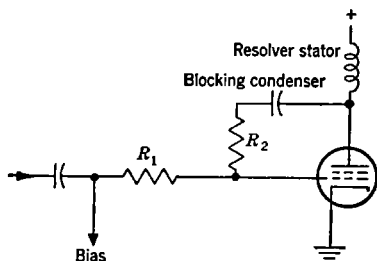 +
Resolver stator
Blocking condenser
R1
R2
Bias